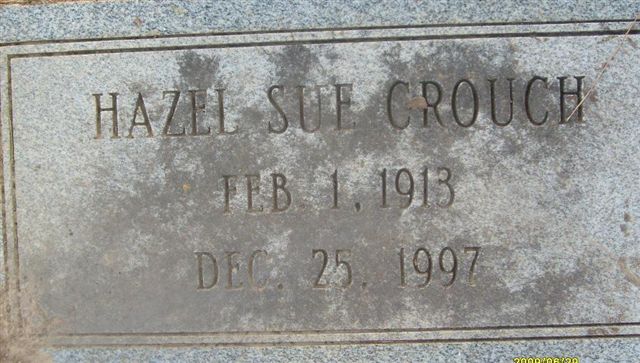 HAZEL SUE CROUCH
FEB. 1, 1913
DEC. 25, 1997